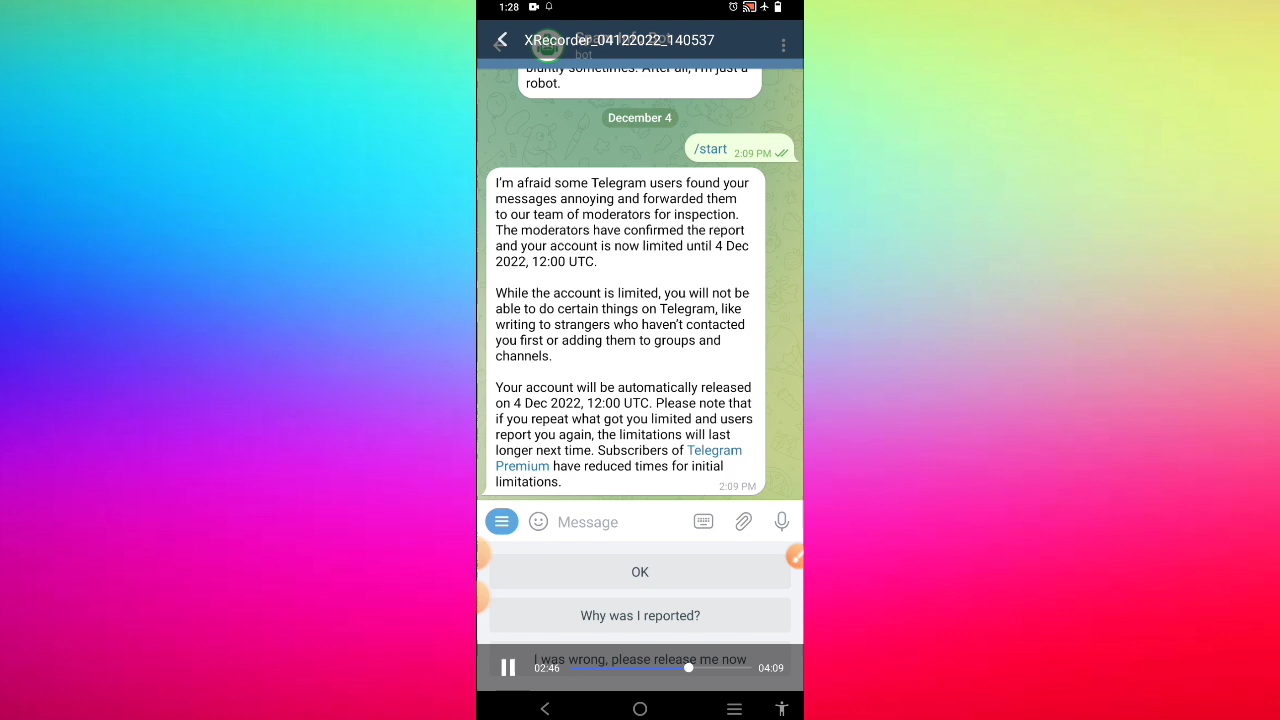 1:28
XRecorder_04122022_140537
bot
bluntly sometimes. After all, I'm just a
robot.
December 4
/start 2:09 PM
I'm afraid some Telegram users found your
messages annoying and forwarded them
to our team of moderators for inspection.
The moderators have confirmed the report
and your account is now limited until 4 Dec
2022, 12:00 UTC.
While the account is limited, you will not be
able to do certain things on Telegram, like
writing to strangers who haven't contacted
you first or adding them to groups and
channels.
Your account will be automatically released
on 4 Dec 2022, 12:00 UTC. Please note that
if you repeat what got you limited and users
report you again, the limitations will last
longer next time. Subscribers of Telegram
Premium have reduced times for initial
limitations.
2:09 PM
Message
OK
Why was I reported?
I was wrong, please release me now
02:46 04:09